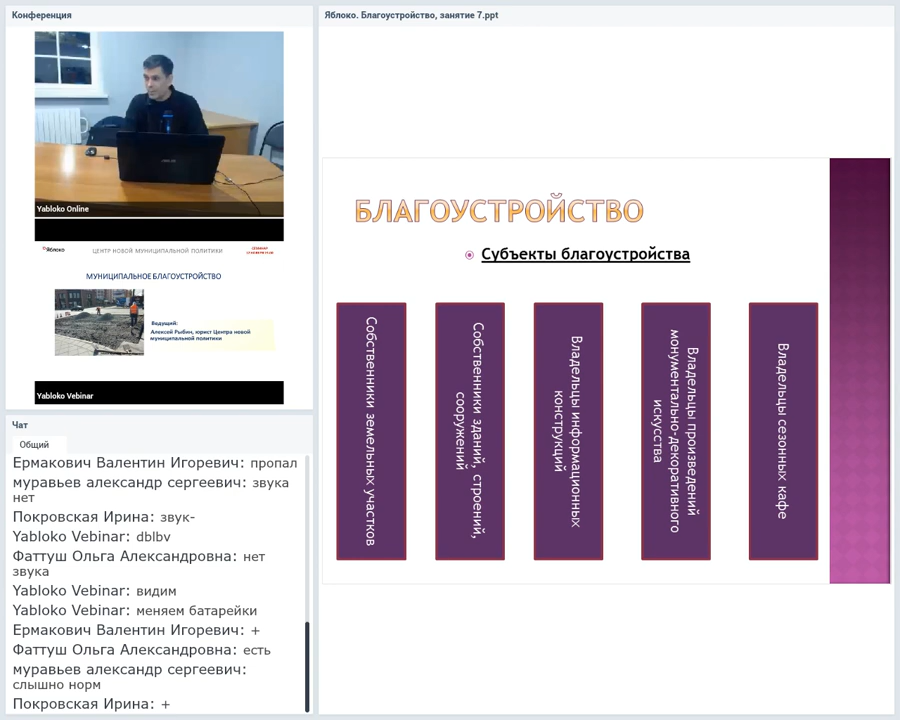 Конференция
Yabloko Online
Яблоко
ЦЕНТР НОВОЙ МУНИЦИПАЛЬНОЙ ПОЛИТИКИ
МУНИЦИПАЛЬНОЕ БЛАГОУСТРОЙСТВО
Ведущий:
Алексей Рыбин, юрист Центра новой
муниципальной политики
Yabloko Vebinar
Чат
Общий
Ермакович Валентин Игоревич: пропал
муравьев александр сергеевич: звука
нет
Покровская Ирина: звук-
Yabloko Vebinar: dblbv
Фаттуш Ольга Александровна: нет
звука
Yabloko Vebinar: видим
Yabloko Vebinar: меняем батарейки
Ермакович Валентин Игоревич: +
Фаттуш Ольга Александровна: есть
муравьев александр сергеевич:
слышно норм
Покровская Ирина: +
Яблоко. Благоустройство, занятие 7.ppt
БЛАГОУСТРОЙСТВО
Субъекты благоустройства
Собственники земельных участков
Собственники зданий, строений,
сооружений
Владельцы информационных
конструкций
Владельцы произведений
монументально-декоративного
искусства
Владельцы сезонных кафе